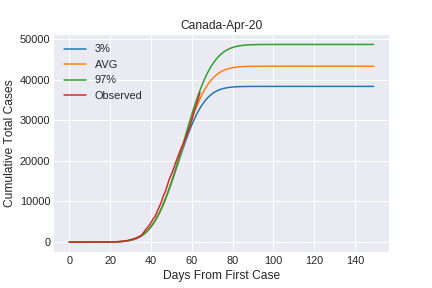 Canada-Apr-20
Cumulative Total Cases
50000
40000
30000
20000
10000
0
3%
AVG
97%
Observed
0 20 40 60 80 100 120 140
Days From First Case